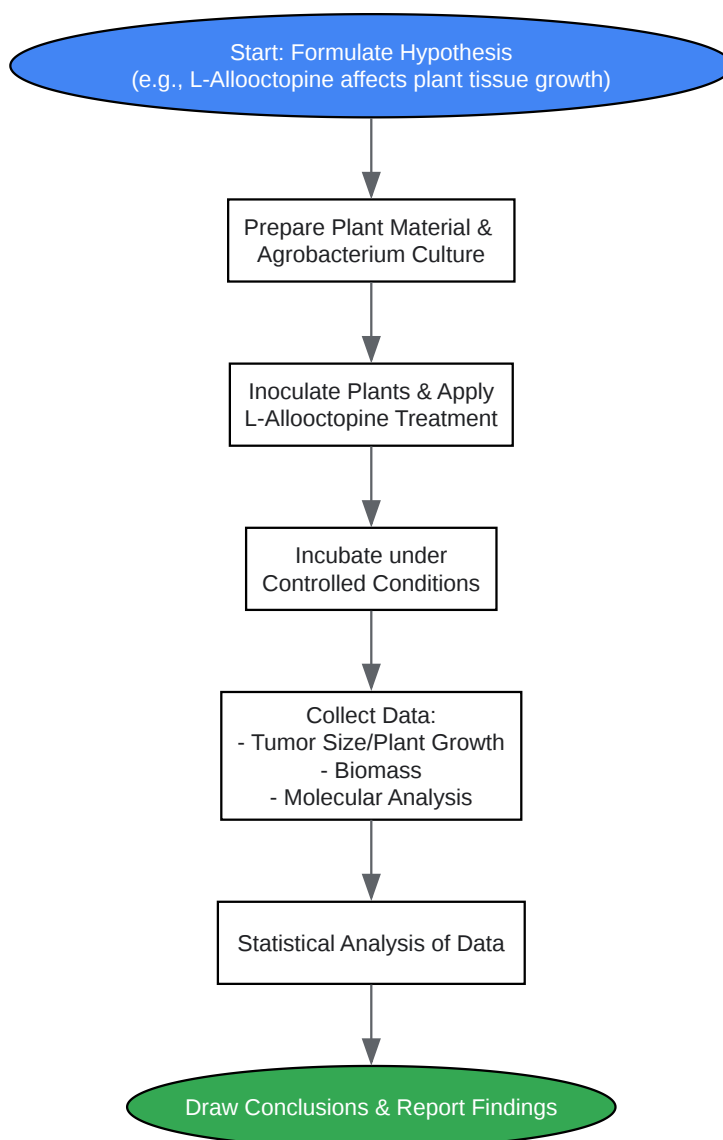 Start: Formulate Hypothesis
(e.g., L-Allooctopine affects plant tissue growth)
Prepare Plant Material &
Agrobacterium Culture
Inoculate Plants & Apply
L-Allooctopine Treatment
Incubate under
Controlled Conditions
Collect Data:
- Tumor Size/Plant Growth
- Biomass
- Molecular Analysis
Statistical Analysis of Data
Draw Conclusions & Report Findings